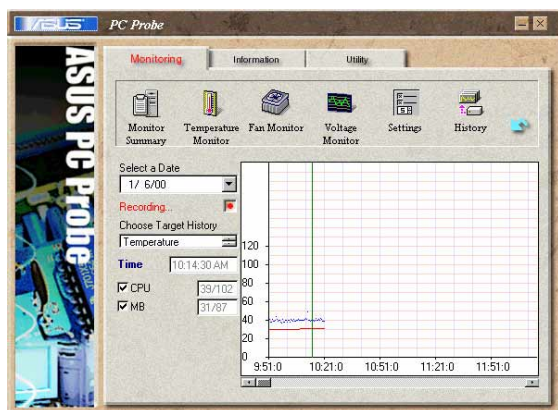 ASUS PC Probe
ASUS PC Probe
Monitoring Information Utility
Monitor Summary
Temperature Monitor
Fan Monitor
Voltage Monitor
Settings
History
Select a Date
1/ 6/00
Recording...
Choose Target History
Temperature
Time 10:14:30 AM
CPU 39/102
MB 31/87
120
100
80
60
40
20
0
9:51:0 10:21:0 10:51:0 11:21:0 11:51:0